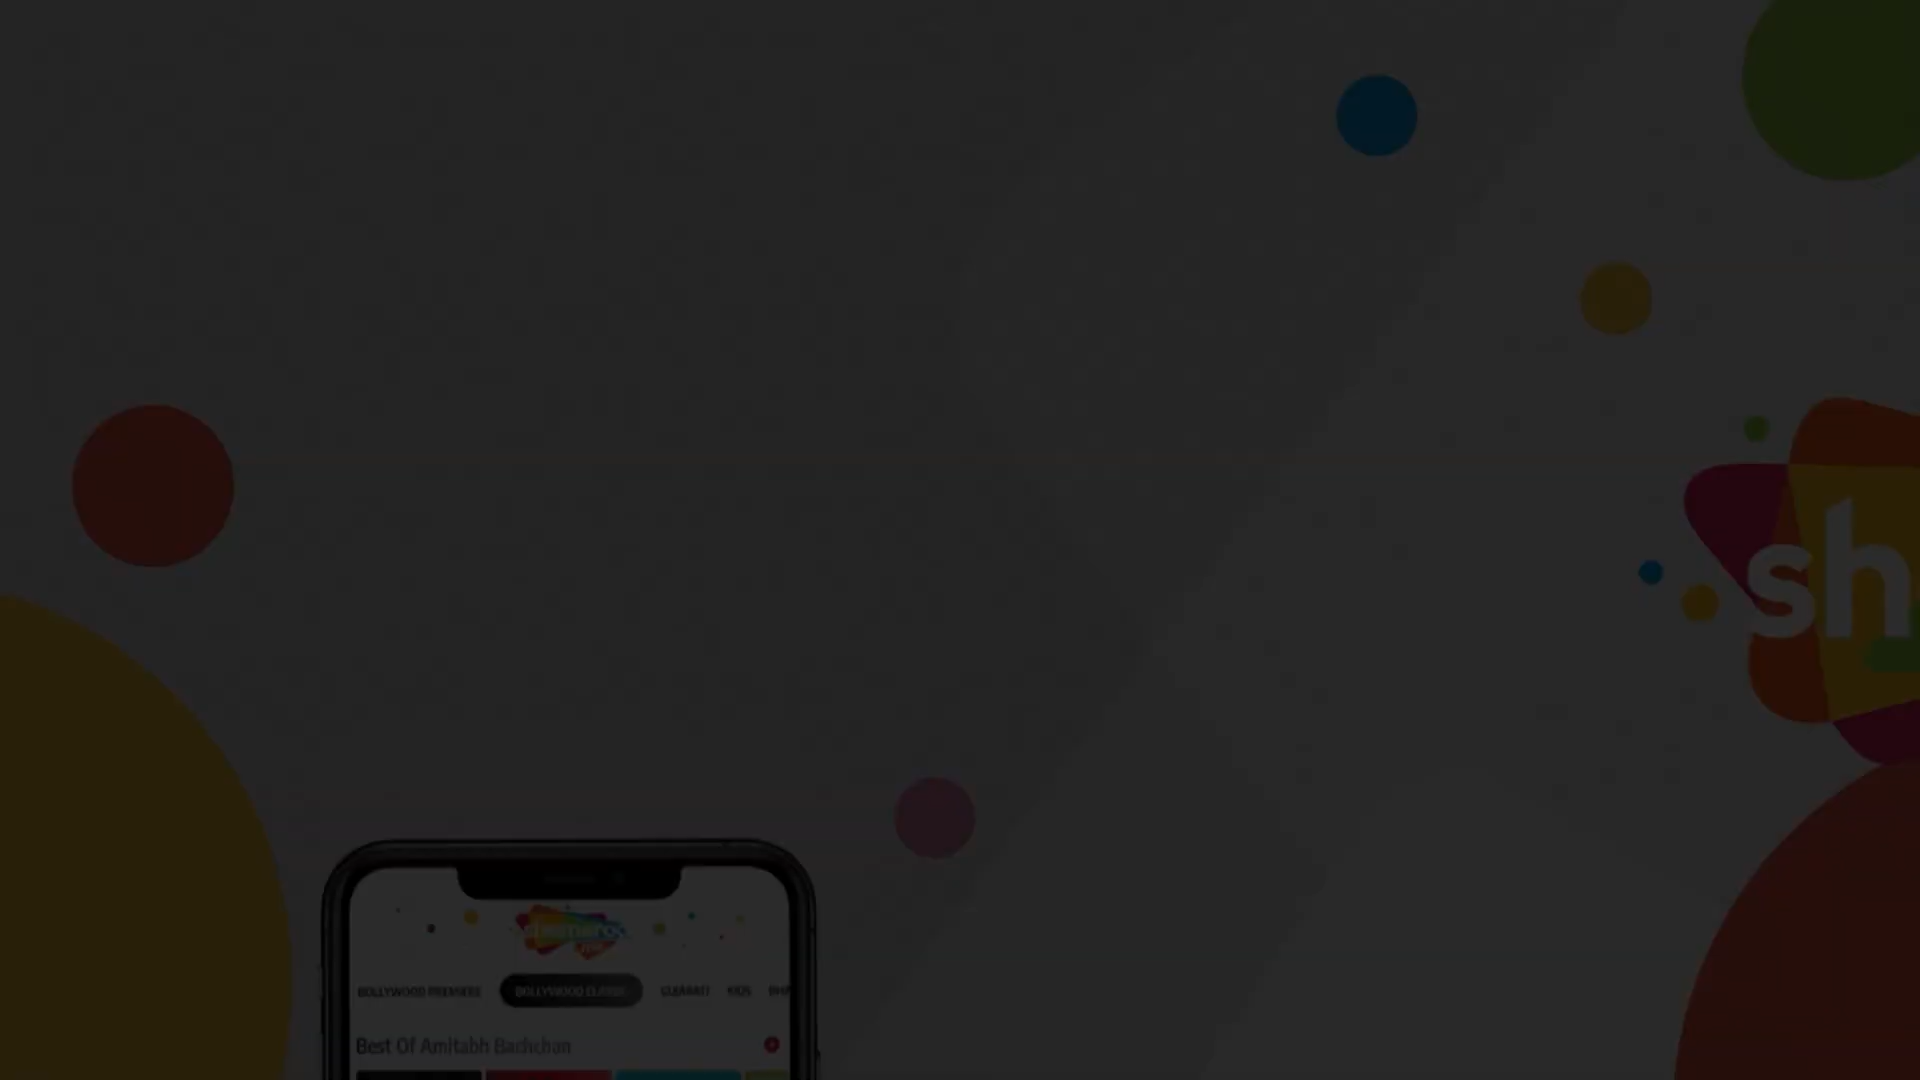 sh
BOLLYWOOD PREMIERE BOLLYWOOD CLASSIC GUJARATI KIDS
Best Of Amitabh Bachchan